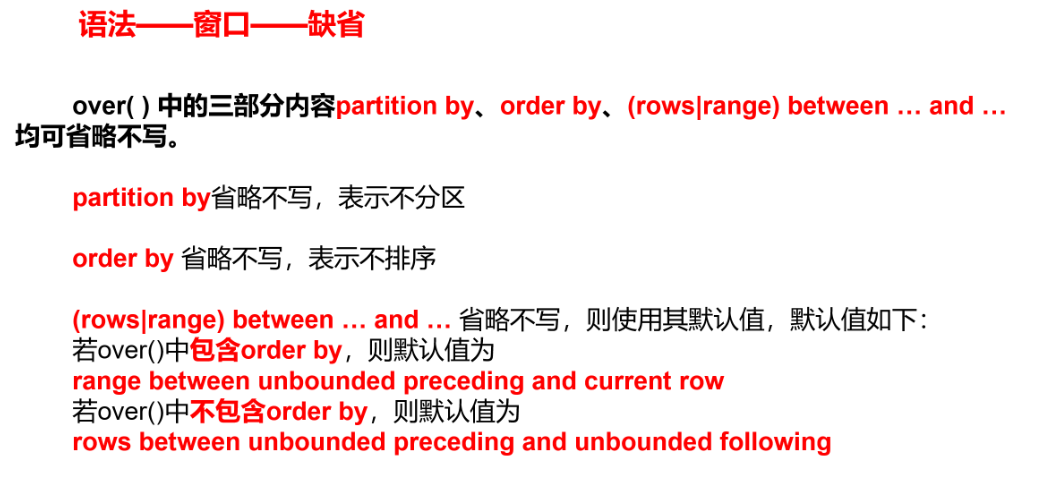 语法——窗口——缺省
over( ) 中的三部分内容partition by、order by、(rows|range) between … and …
均可省略不写。
partition by省略不写，表示不分区
order by 省略不写，表示不排序
(rows|range) between … and … 省略不写，则使用其默认值，默认值如下：
若over()中包含order by，则默认值为
range between unbounded preceding and current row
若over()中不包含order by，则默认值为
rows between unbounded preceding and unbounded following